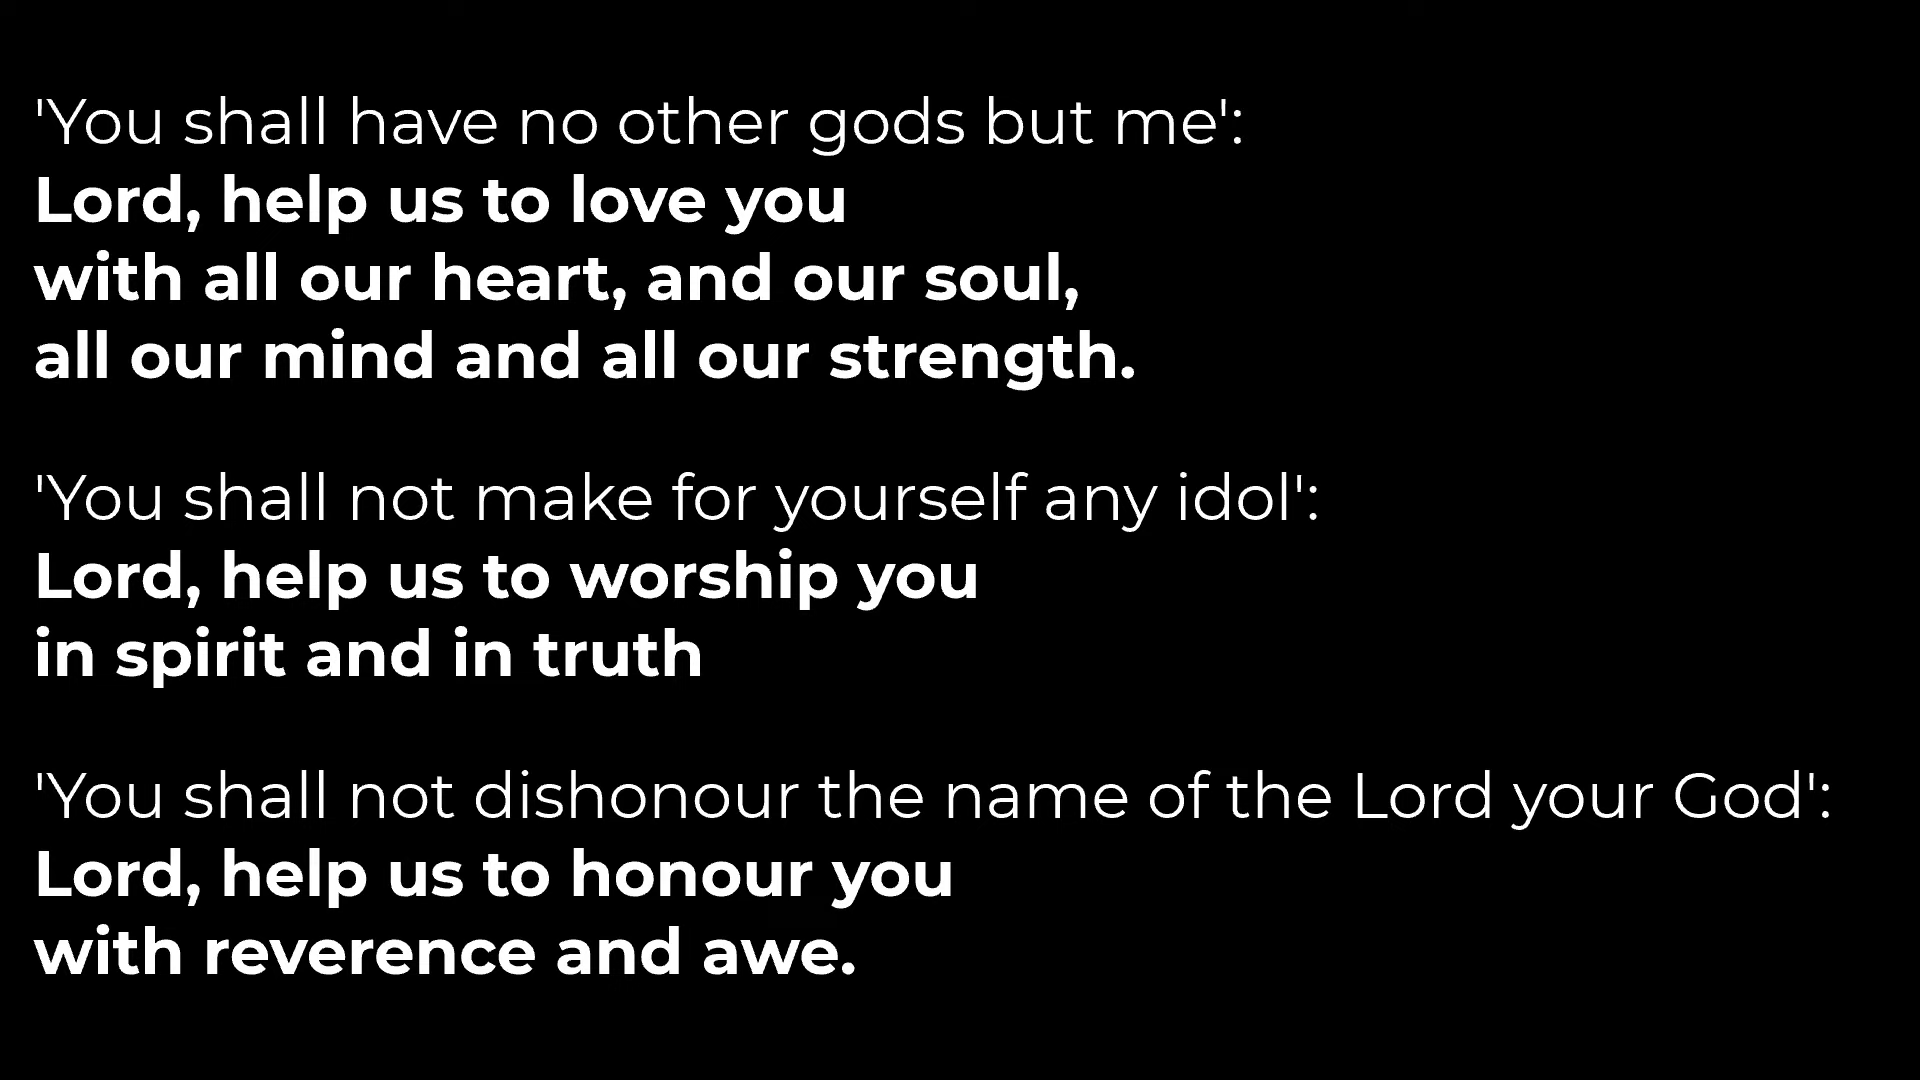 'You shall have no other gods but me':
Lord, help us to love you
with all our heart, and our soul,
all our mind and all our strength.
'You shall not make for yourself any idol':
Lord, help us to worship you
in spirit and in truth
'You shall not dishonour the name of the Lord your God':
Lord, help us to honour you
with reverence and awe.